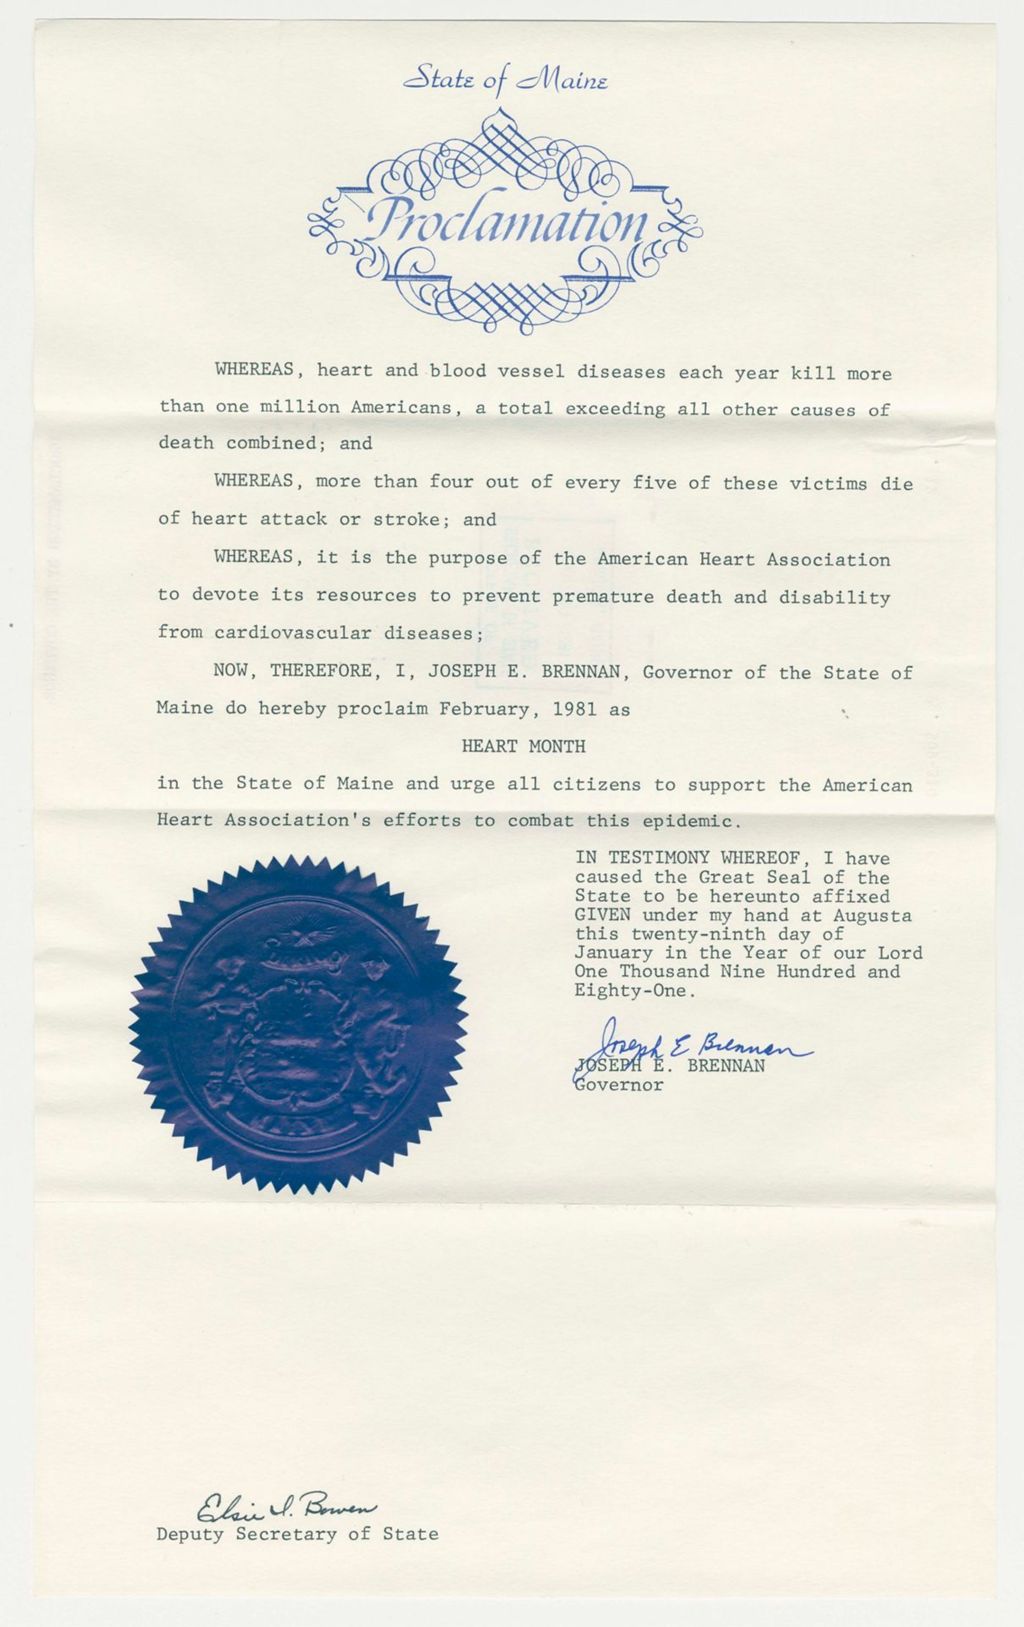 State of Maine
Proclamation
WHEREAS, heart and blood vessel diseases each year kill more
than one million Americans, a total exceeding all other causes of
death combined; and
WHEREAS, more than four out of every five of these victims die
of heart attack or stroke; and
WHEREAS, it is the purpose of the American Heart Association
to devote its resources to prevent premature death and disability
from cardiovascular diseases;
NOW, THEREFORE, I, JOSEPH E. BRENNAN, Governor of the State of
Maine do hereby proclaim February, 1981 as
HEART MONTH
in the State of Maine and urge all citizens to support the American
Heart Association's efforts to combat this epidemic.
IN TESTIMONY WHEREOF, I have
caused the Great Seal of the
State to be hereunto affixed
GIVEN under my hand at Augusta
this twenty-ninth day of
January in the Year of our Lord
One Thousand Nine Hundred and
Eighty-One.
Joseph E Brennan
JOSEPH E. BRENNAN
Governor
MAINE
Elsie I. Bowen
Deputy Secretary of State